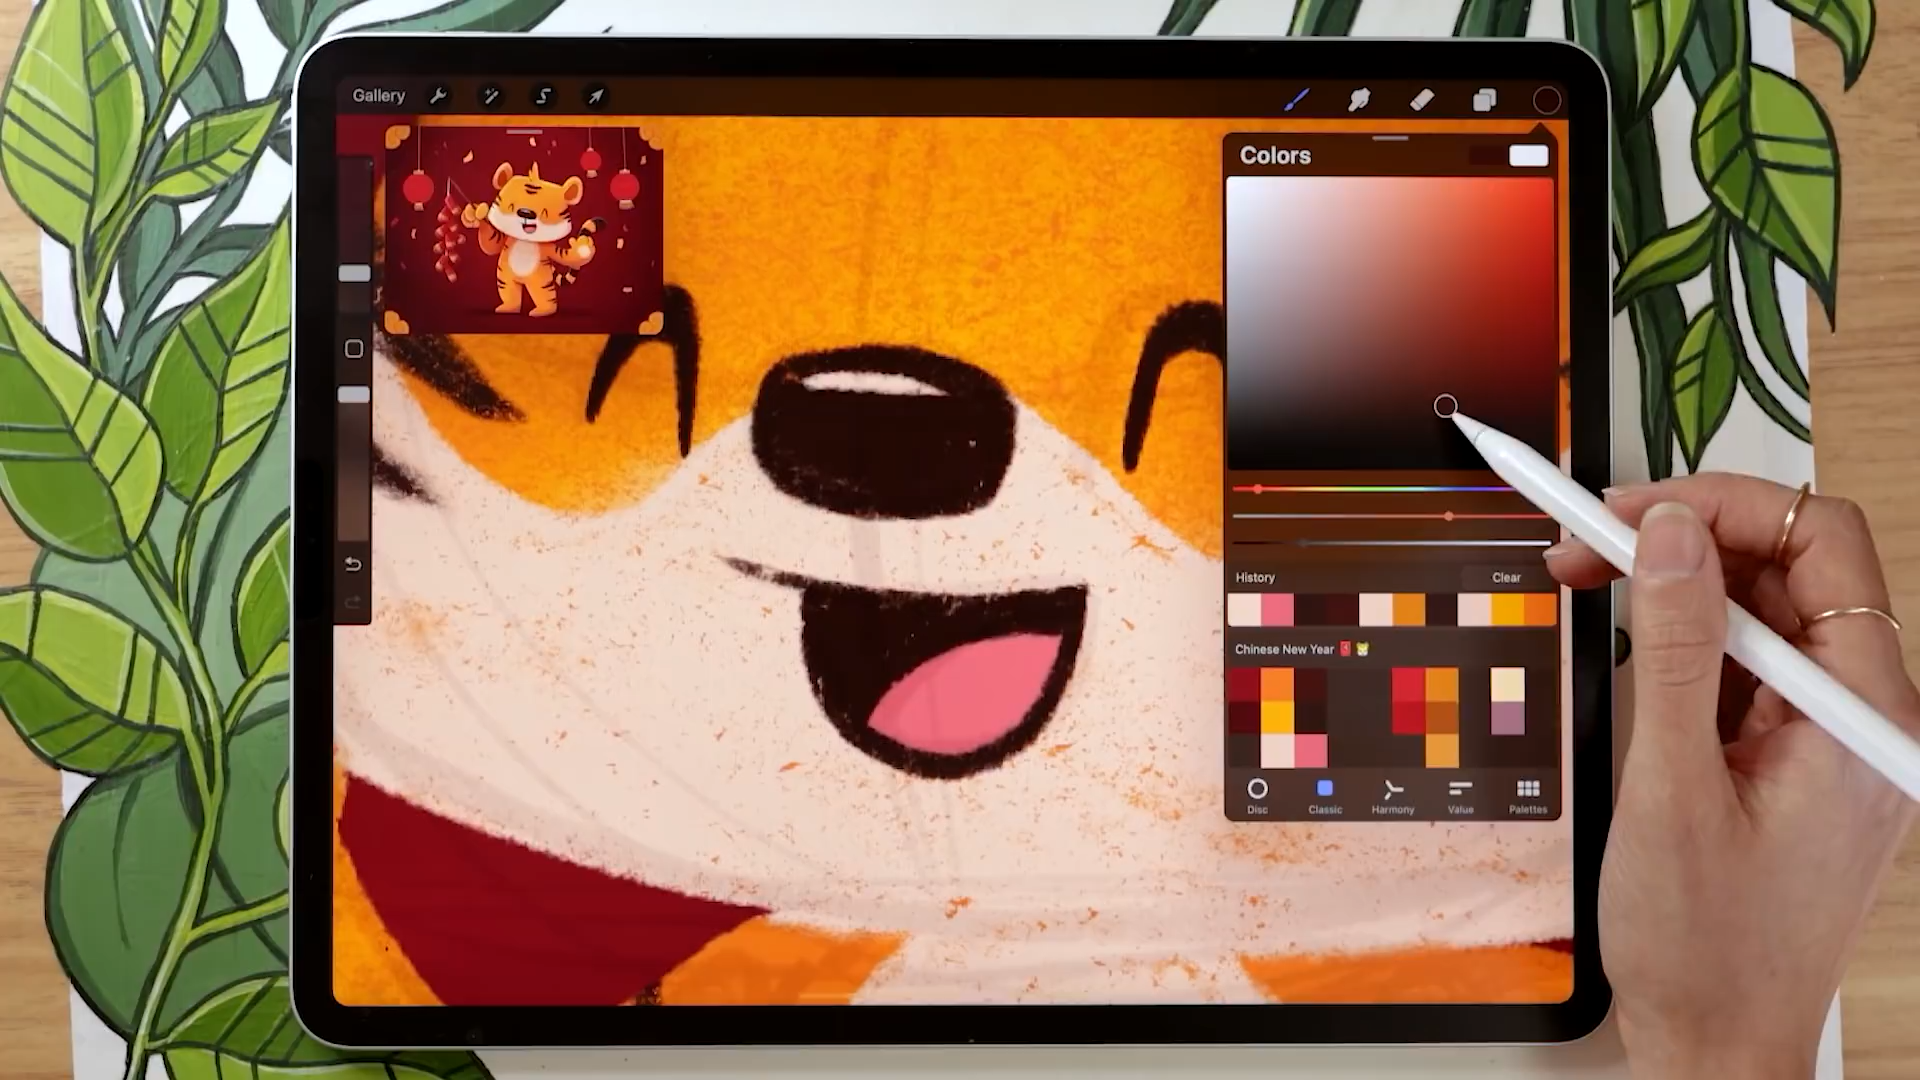 Gallery
Colors
History
Clear
Chinese New Year
Disc
Classic
Harmony
Value
Palettes